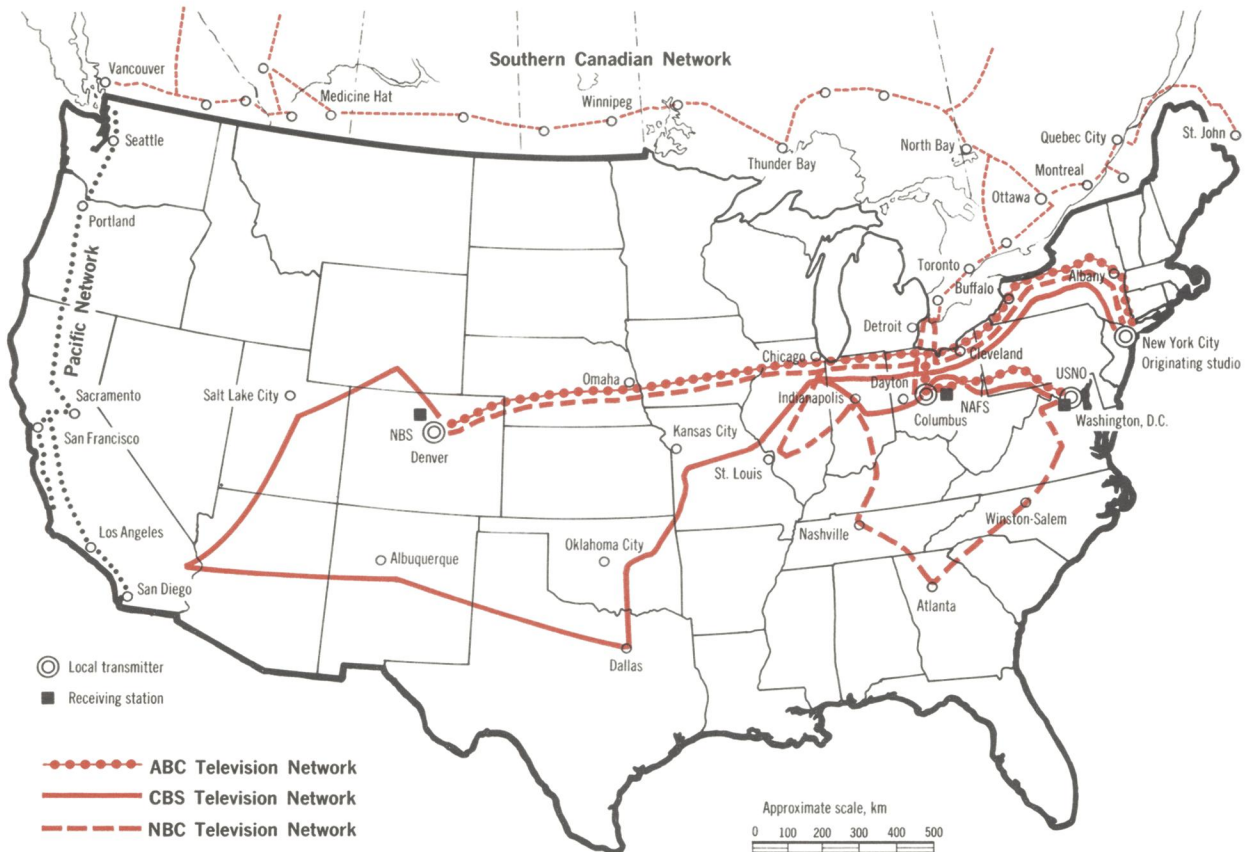 Southern Canadian Network
Vancouver
Medicine Hat
Winnipeg
Thunder Bay
North Bay
Quebec City
St. John
Montreal
Ottawa
Seattle
Portland
Pacific Network
Toronto
Buffalo
Albany
Detroit
New York City
Originating studio
Chicago
Cleveland
Omaha
Dayton
USNO
Salt Lake City
Indianapolis
NAFS
Sacramento
Columbus
Washington, D.C.
San Francisco
NBS
Denver
Kansas City
St. Louis
Winston-Salem
Nashville
Los Angeles
Albuquerque
Oklahoma City
San Diego
Atlanta
Dallas
Local transmitter
Receiving station
ABC Television Network
CBS Television Network
NBC Television Network
Approximate scale, km
0 100 200 300 400 500